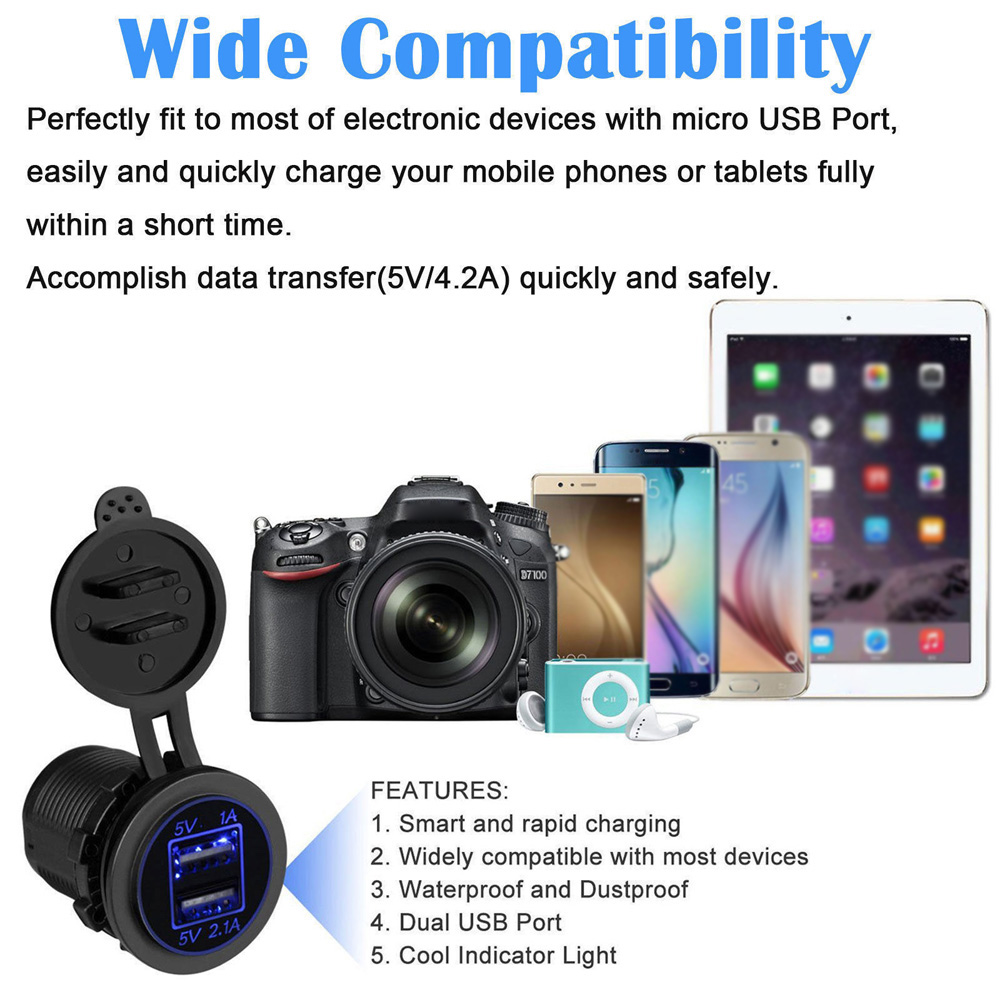 Wide Compatibility
Perfectly fit to most of electronic devices with micro USB Port,
easily and quickly charge your mobile phones or tablets fully
within a short time.
Accomplish data transfer(5V/4.2A) quickly and safely.
D7100
45
FEATURES:
1. Smart and rapid charging
2. Widely compatible with most devices
3. Waterproof and Dustproof
4. Dual USB Port
5. Cool Indicator Light
5V 1A
5V 2.1A